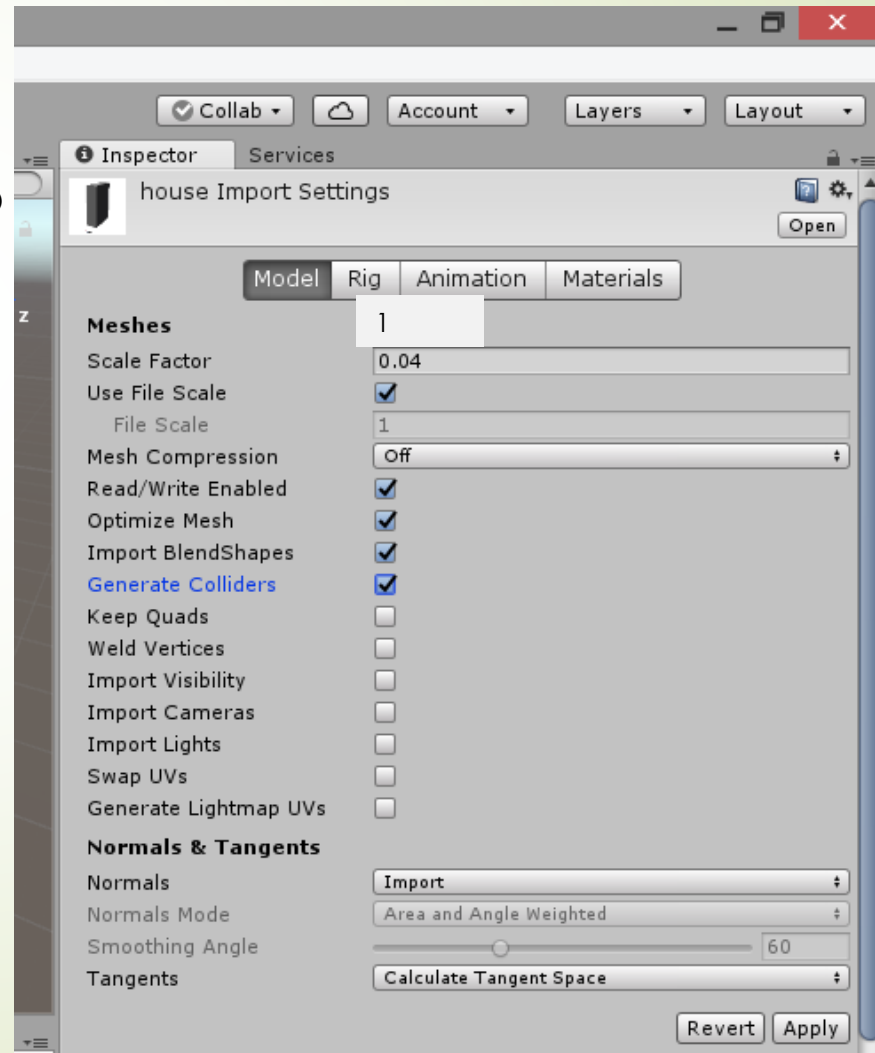 Collab Account Layers Layout
Inspector Services
house Import Settings
Open
Model Rig Animation Materials
1
Meshes
Scale Factor 0.04
Use File Scale
File Scale 1
Mesh Compression Off
Read/Write Enabled
Optimize Mesh
Import BlendShapes
Generate Colliders
Keep Quads
Weld Vertices
Import Visibility
Import Cameras
Import Lights
Swap UVs
Generate Lightmap UVs
Normals & Tangents
Normals Import
Normals Mode Area and Angle Weighted
Smoothing Angle 60
Tangents Calculate Tangent Space
Revert Apply
z